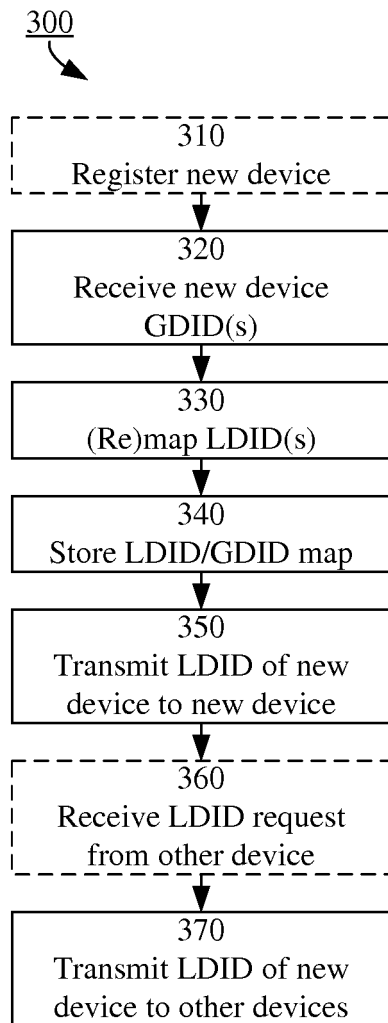 300
310
Register new device
320
Receive new device
GDID(s)
330
(Re)map LDID(s)
340
Store LDID/GDID map
350
Transmit LDID of new
device to new device
360
Receive LDID request
from other device
370
Transmit LDID of new
device to other devices